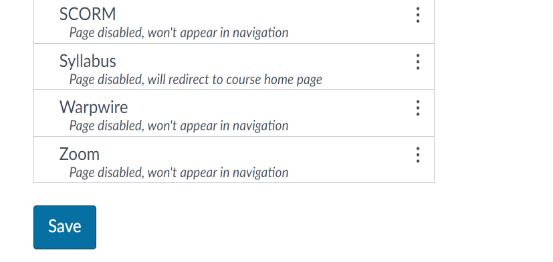 SCORM
Page disabled, won't appear in navigation
Syllabus
Page disabled, will redirect to course home page
Warpwire
Page disabled, won't appear in navigation
Zoom
Page disabled, won't appear in navigation
Save